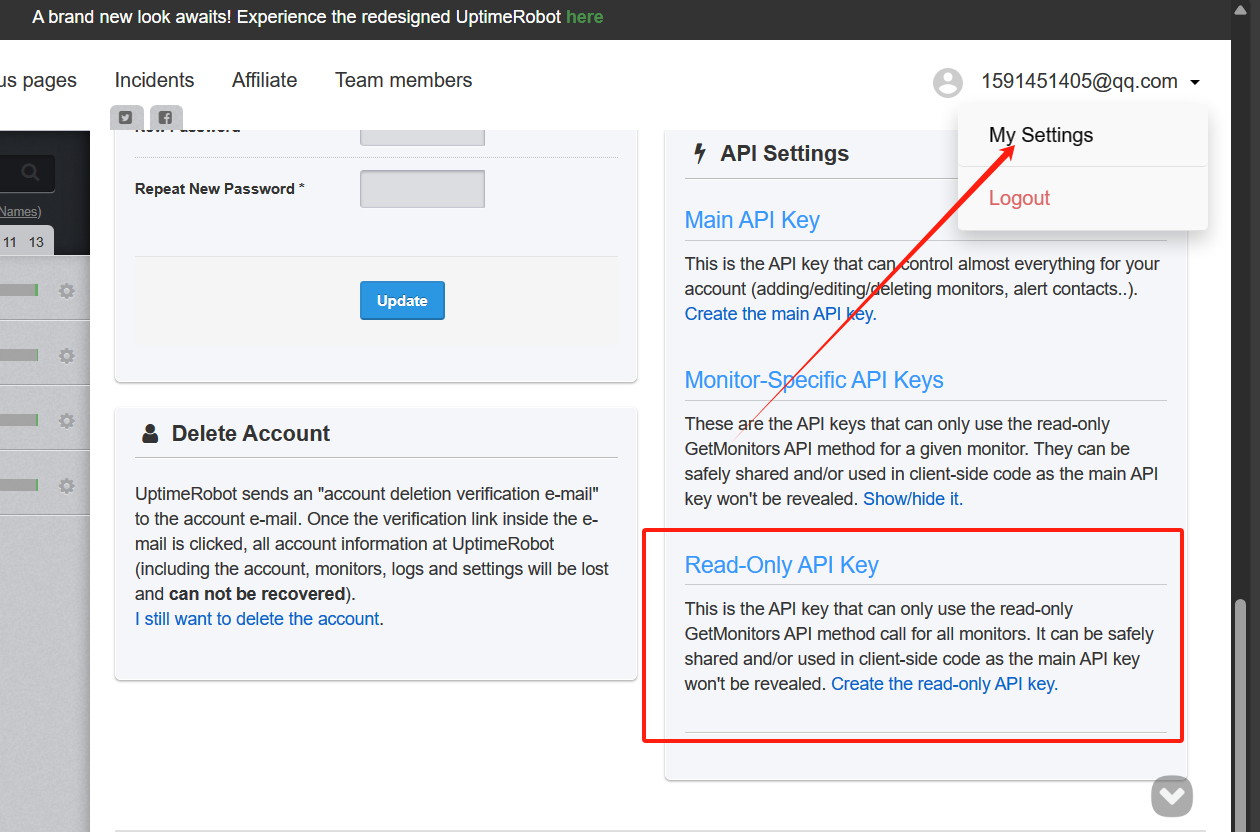 A brand new look awaits! Experience the redesigned UptimeRobot here
us pages
Incidents
Affiliate
Team members
1591451405@qq.com
My Settings
Logout
Names)
11 13
New Password
Repeat New Password *
Update
Delete Account
UptimeRobot sends an "account deletion verification e-mail"
to the account e-mail. Once the verification link inside the e-
mail is clicked, all account information at UptimeRobot
(including the account, monitors, logs and settings will be lost
and can not be recovered).
I still want to delete the account.
API Settings
Main API Key
This is the API key that can control almost everything for your
account (adding/editing/deleting monitors, alert contacts..).
Create the main API key.
Monitor-Specific API Keys
These are the API keys that can only use the read-only
GetMonitors API method for a given monitor. They can be
safely shared and/or used in client-side code as the main API
key won't be revealed. Show/hide it.
Read-Only API Key
This is the API key that can only use the read-only
GetMonitors API method call for all monitors. It can be safely
shared and/or used in client-side code as the main API key
won't be revealed. Create the read-only API key.